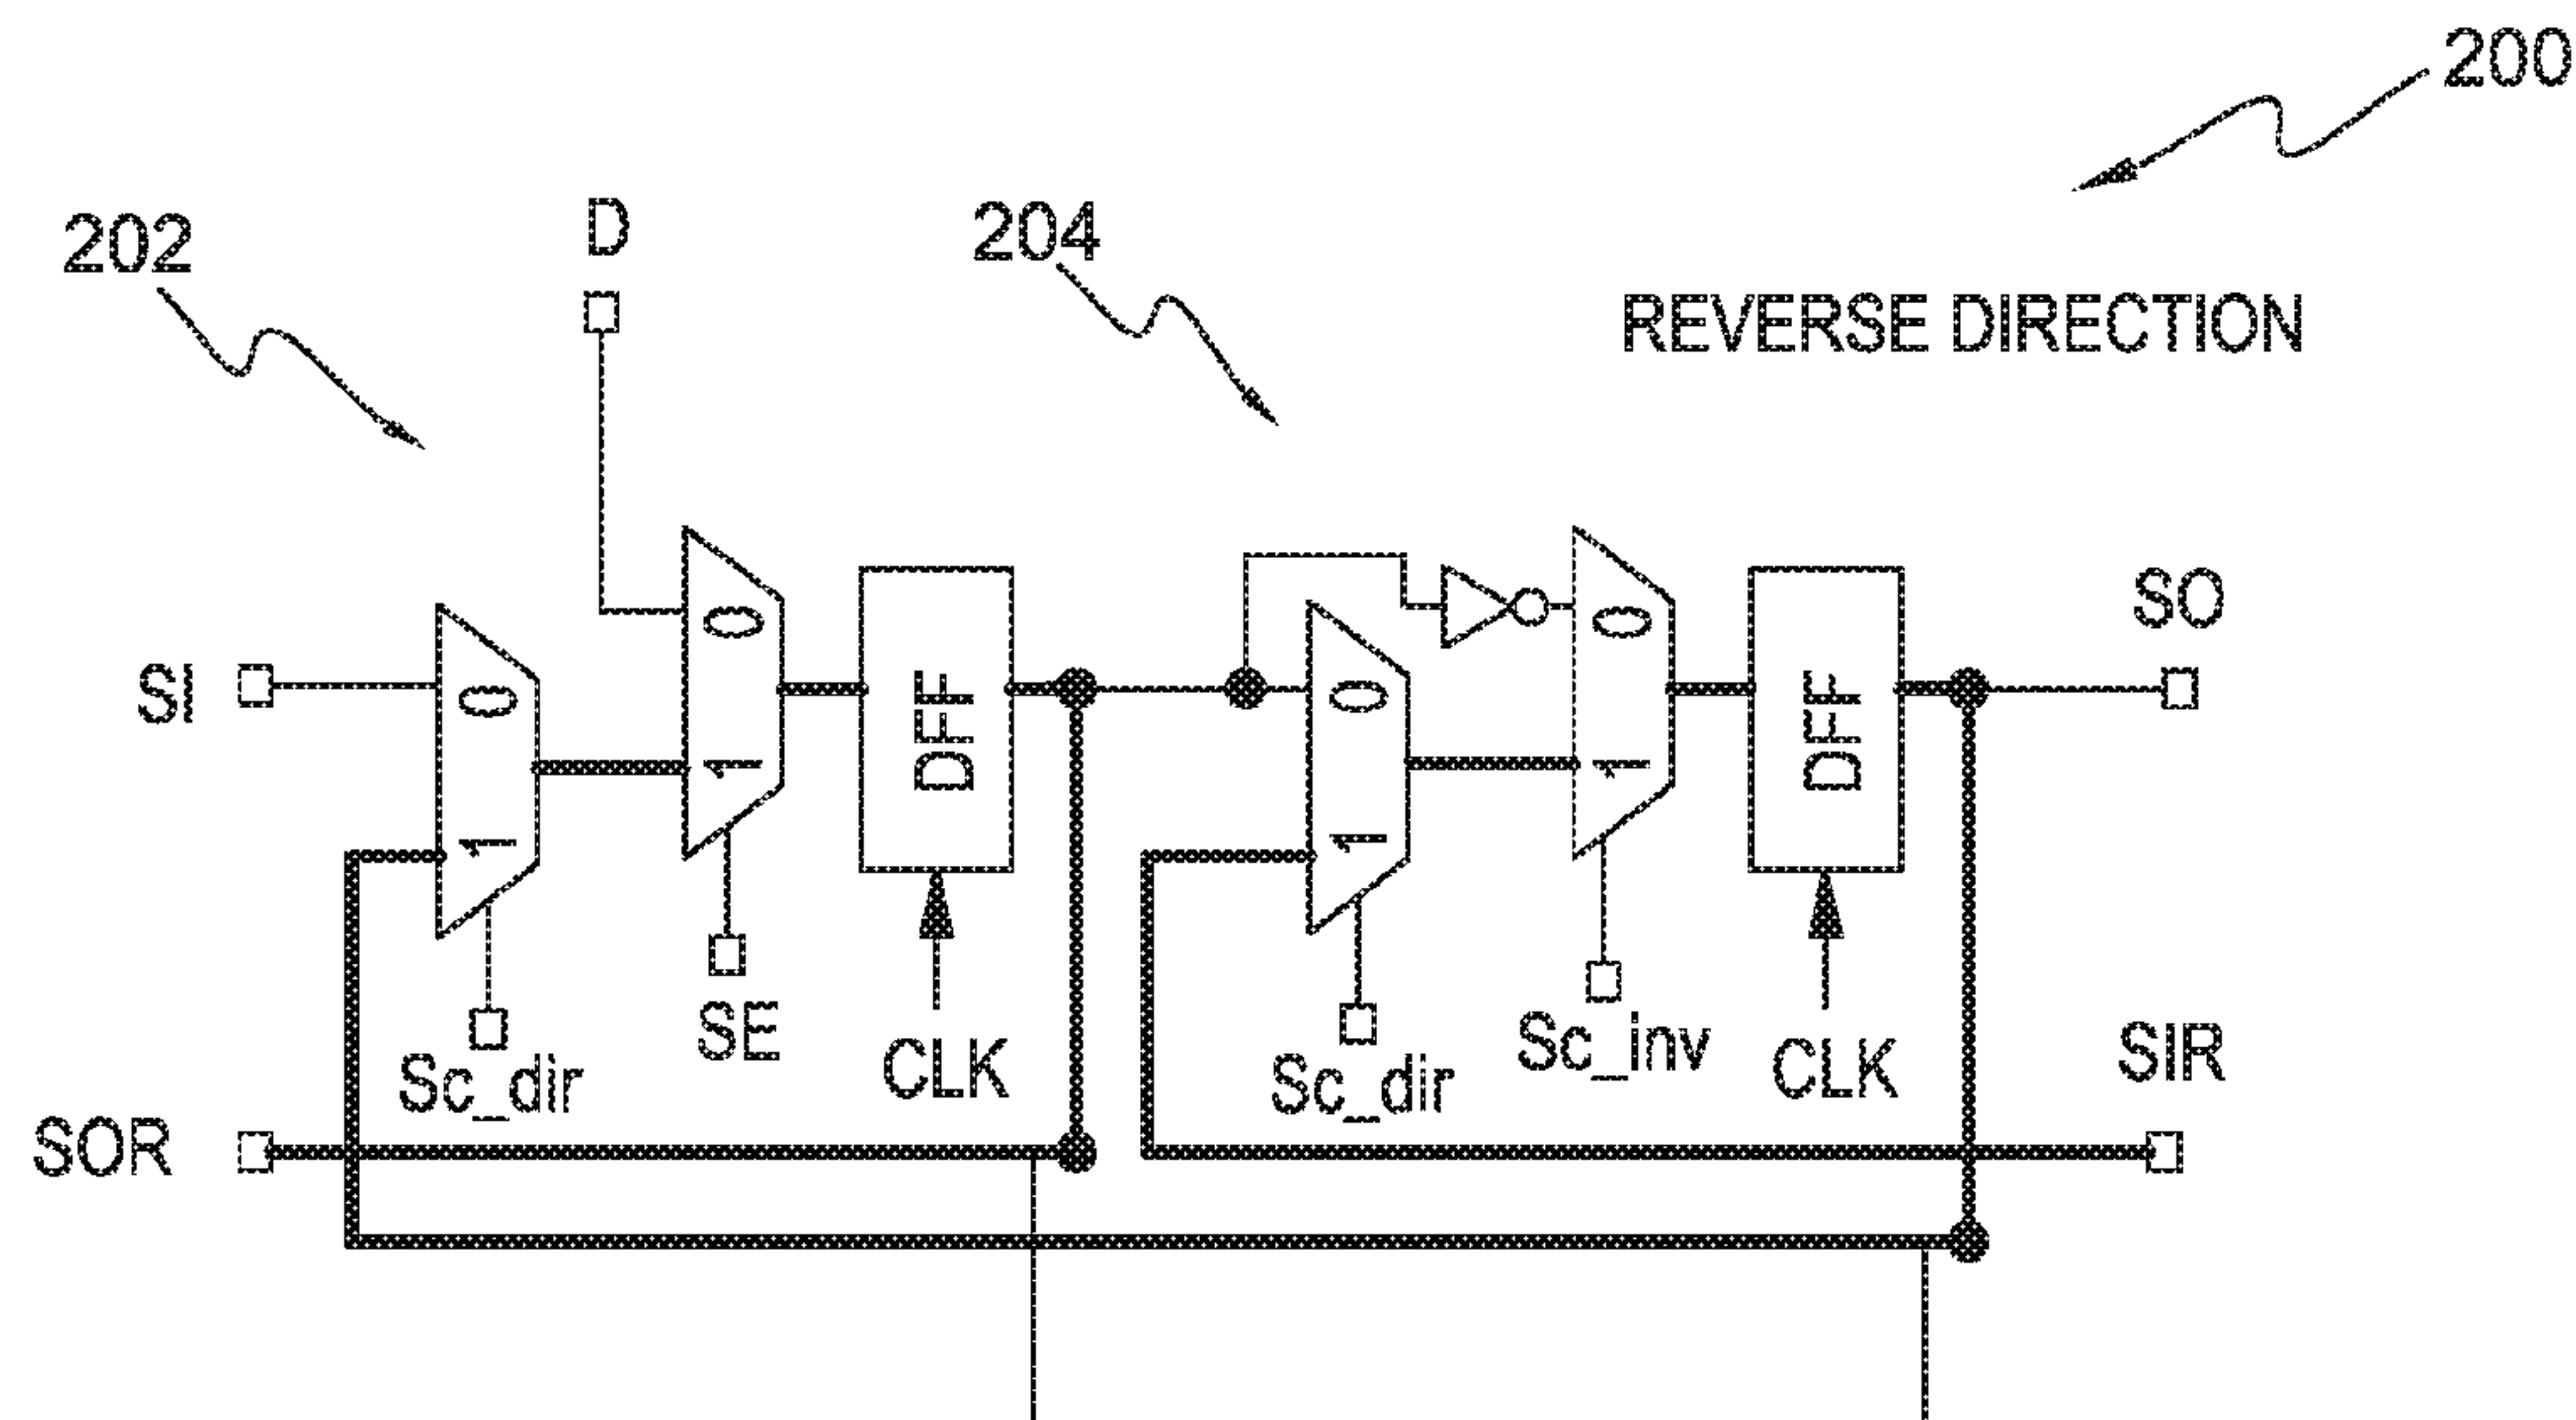 200
202
D
204
REVERSE DIRECTION
SI
0
1
0
1
DFF
0
1
0
1
DFF
SO
Sc_dir
SE
CLK
Sc_dir
Sc_inv
CLK
SIR
SOR